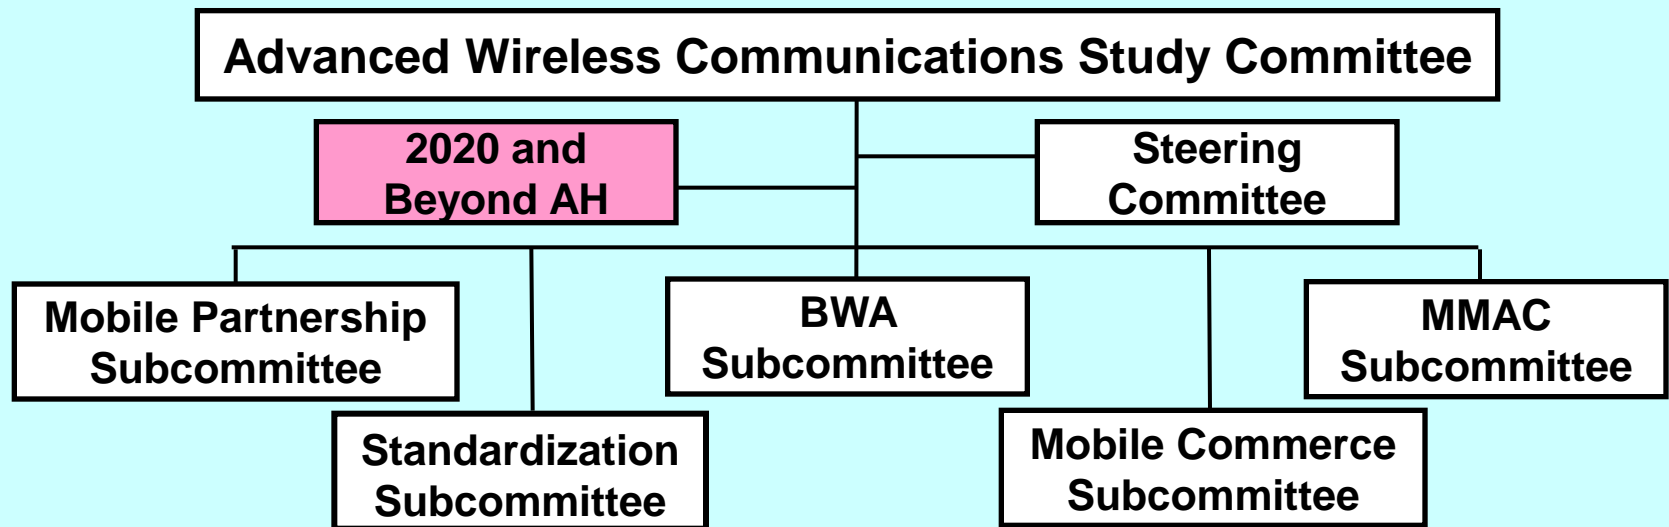 Advanced Wireless Communications Study Committee
2020 and
Beyond AH
Steering
Committee
Mobile Partnership
Subcommittee
BWA
Subcommittee
MMAC
Subcommittee
Standardization
Subcommittee
Mobile Commerce
Subcommittee